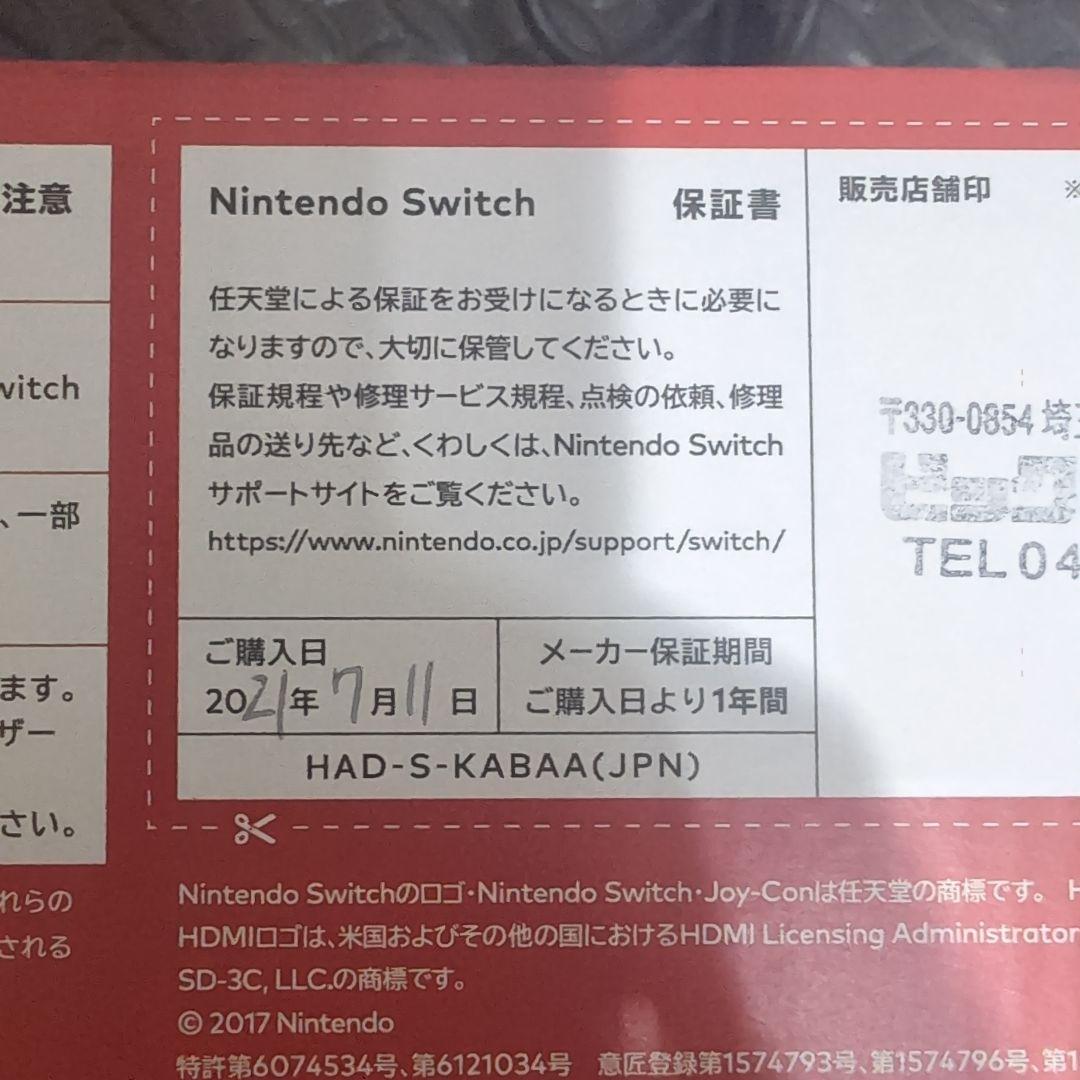 注意
witch
、一部
ます。
ザー
さい。
れらの
される
Nintendo Switch 保証書
任天堂による保証をお受けになるときに必要に
なりますので、大切に保管してください。
保証規程や修理サービス規程、点検の依頼、修理
品の送り先など、くわしくは、Nintendo Switch
サポートサイトをご覧ください。
https://www.nintendo.co.jp/support/switch/
ご購入日
2021年 7月11日
メーカー保証期間
ご購入日より1年間
HAD-S-KABAA(JPN)
販売店舗印 ※
〒330-0854 埼
ビック
TEL 04
Nintendo Switchのロゴ・Nintendo Switch・Joy-Conは任天堂の商標です。 H
HDMIロゴは、米国およびその他の国におけるHDMI Licensing Administrator
SD-3C, LLC.の商標です。
© 2017 Nintendo
特許第6074534号、第6121034号 意匠登録第1574793号、第1574796号、第1